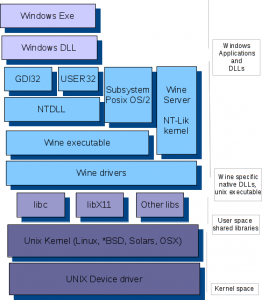 Windows Exe
Windows DLL
Windows
Applications
and
DLLs
GDI32
USER32
Subsystem
Posix OS/2
Wine
Server
NT-Lik
kernel
NTDLL
Wine executable
Wine drivers
Wine specific
native DLLs,
unix executable
libc
libX11
Other libs
User space
shared libraries
Unix Kernel (Linux, *BSD, Solars, OSX)
UNIX Device driver
Kernel space